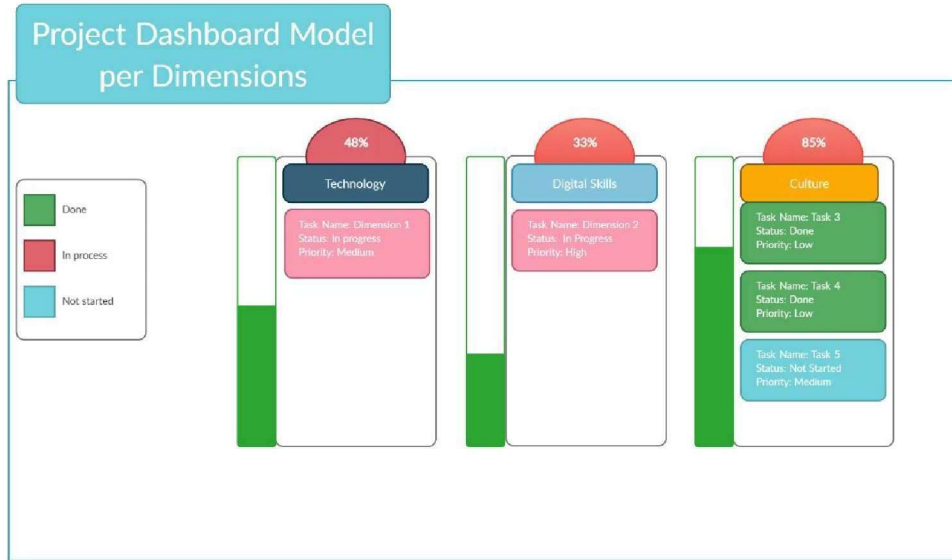 Project Dashboard Model
per Dimensions
Done
In process
Not started
48%
Technology
Task Name: Dimension 1
Status: In progress
Priority: Medium
33%
Digital Skills
Task Name: Dimension 2
Status: In Progress
Priority: High
85%
Culture
Task Name: Task 3
Status: Done
Priority: Low
Task Name: Task 4
Status: Done
Priority: Low
Task Name: Task 5
Status: Not Started
Priority: Medium